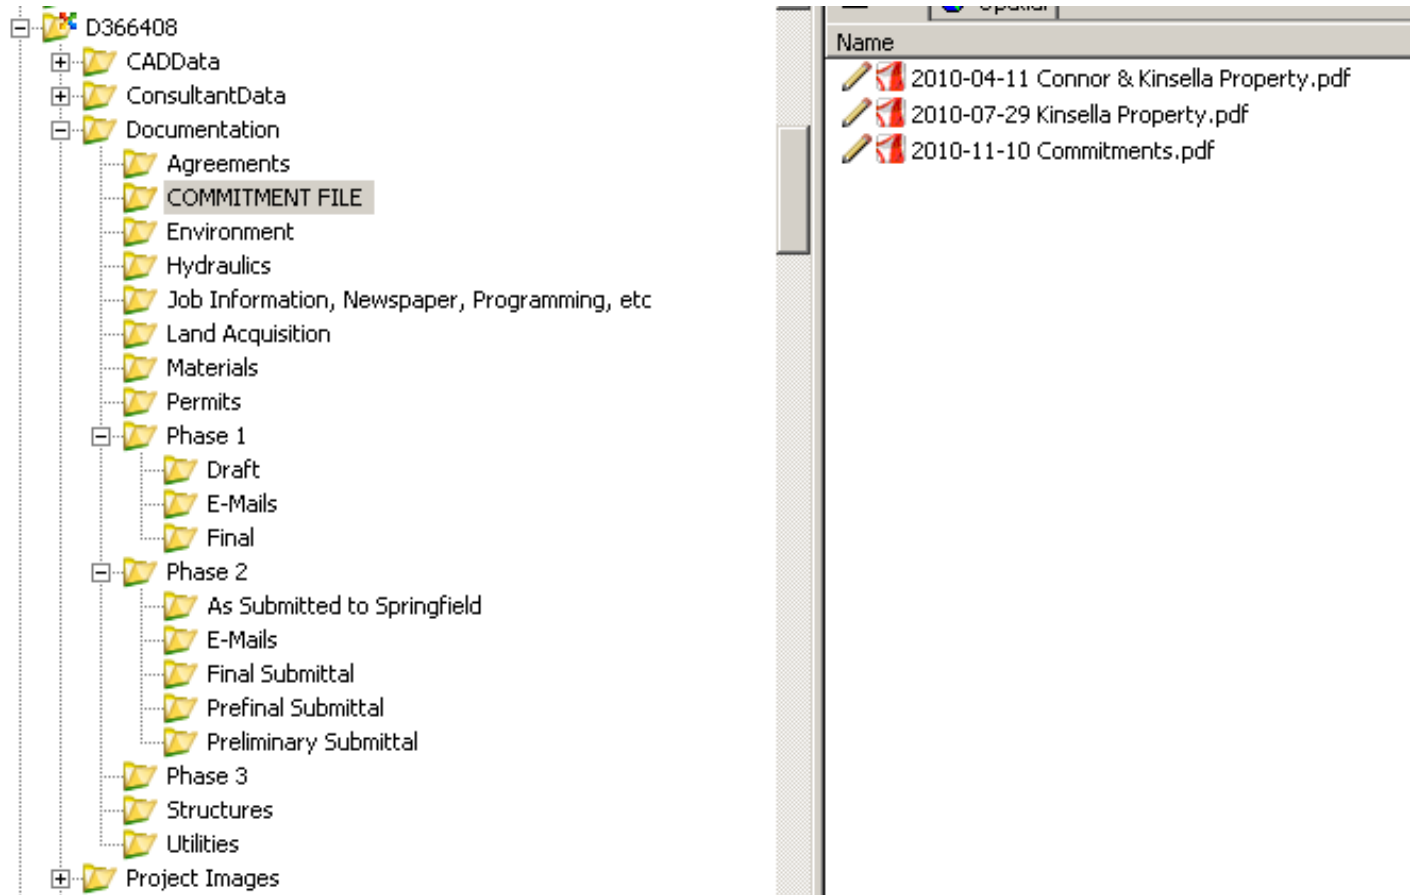 D366408
CADData
ConsultantData
Documentation
Agreements
COMMITMENT FILE
Environment
Hydraulics
Job Information, Newspaper, Programming, etc
Land Acquisition
Materials
Permits
Phase 1
Draft
E-Mails
Final
Phase 2
As Submitted to Springfield
E-Mails
Final Submittal
Prefinal Submittal
Preliminary Submittal
Phase 3
Structures
Utilities
Project Images
Spatial
Name
2010-04-11 Connor & Kinsella Property.pdf
2010-07-29 Kinsella Property.pdf
2010-11-10 Commitments.pdf